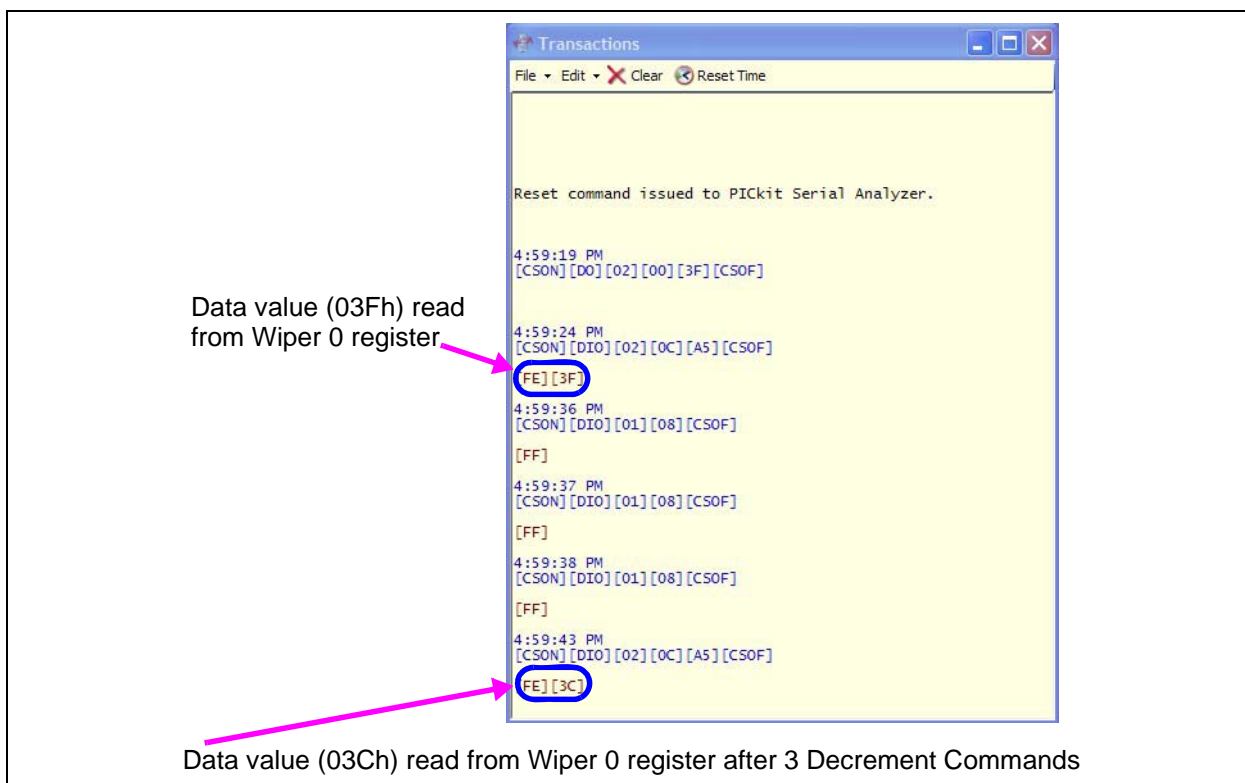 Transactions
File Edit Clear Reset Time
Reset command issued to PICkit Serial Analyzer.
4:59:19 PM
[CSON][DO][02][00][3F][CSOF]
Data value (03Fh) read
from Wiper 0 register
4:59:24 PM
[CSON][DIO][02][0C][A5][CSOF]
[FE][3F]
4:59:36 PM
[CSON][DIO][01][08][CSOF]
[FF]
4:59:37 PM
[CSON][DIO][01][08][CSOF]
[FF]
4:59:38 PM
[CSON][DIO][01][08][CSOF]
[FF]
4:59:43 PM
[CSON][DIO][02][0C][A5][CSOF]
[FE][3C]
Data value (03Ch) read from Wiper 0 register after 3 Decrement Commands